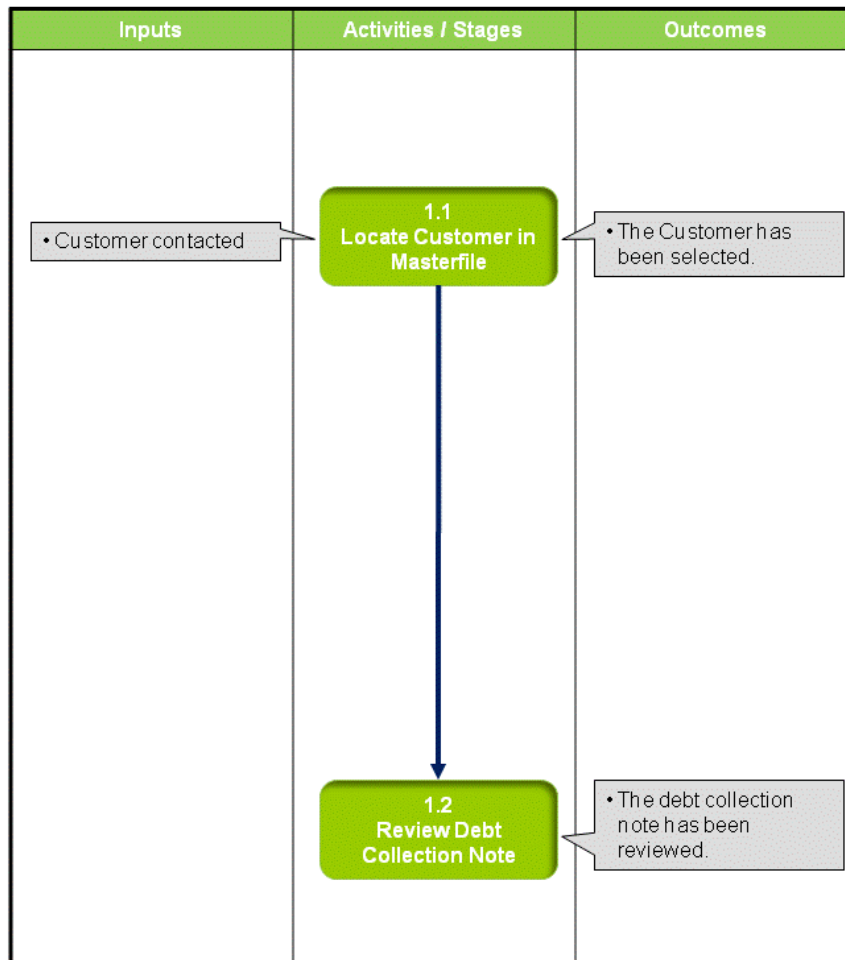 Inputs
Activities / Stages
Outcomes
1.1
Locate Customer in
Masterfile
• Customer contacted
• The Customer has
been selected.
1.2
Review Debt
Collection Note
• The debt collection
note has been
reviewed.